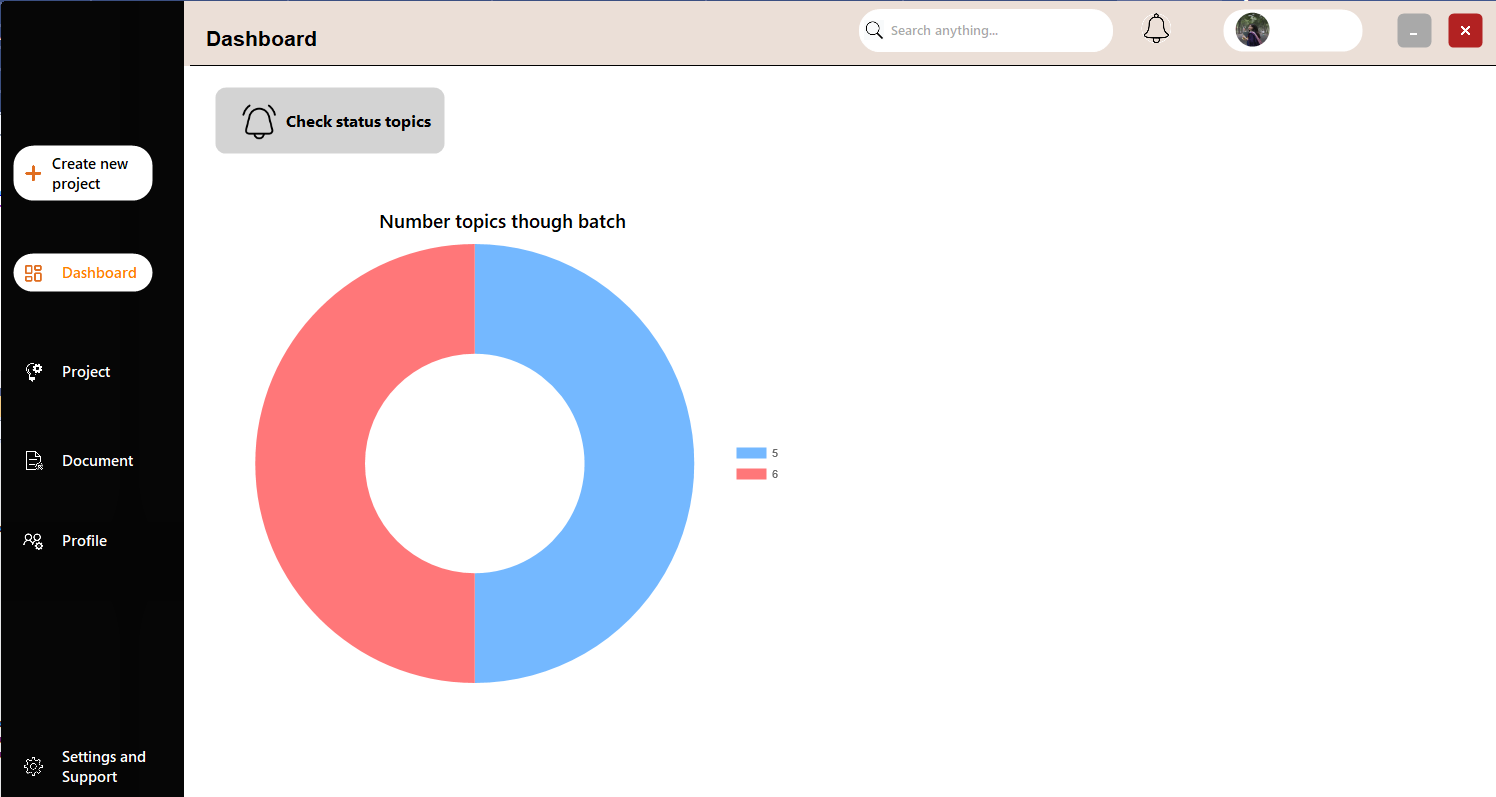 Dashboard
Search anything...
Check status topics
Create new
project
Dashboard
Project
Document
Profile
Settings and
Support
Number topics though batch
5
6